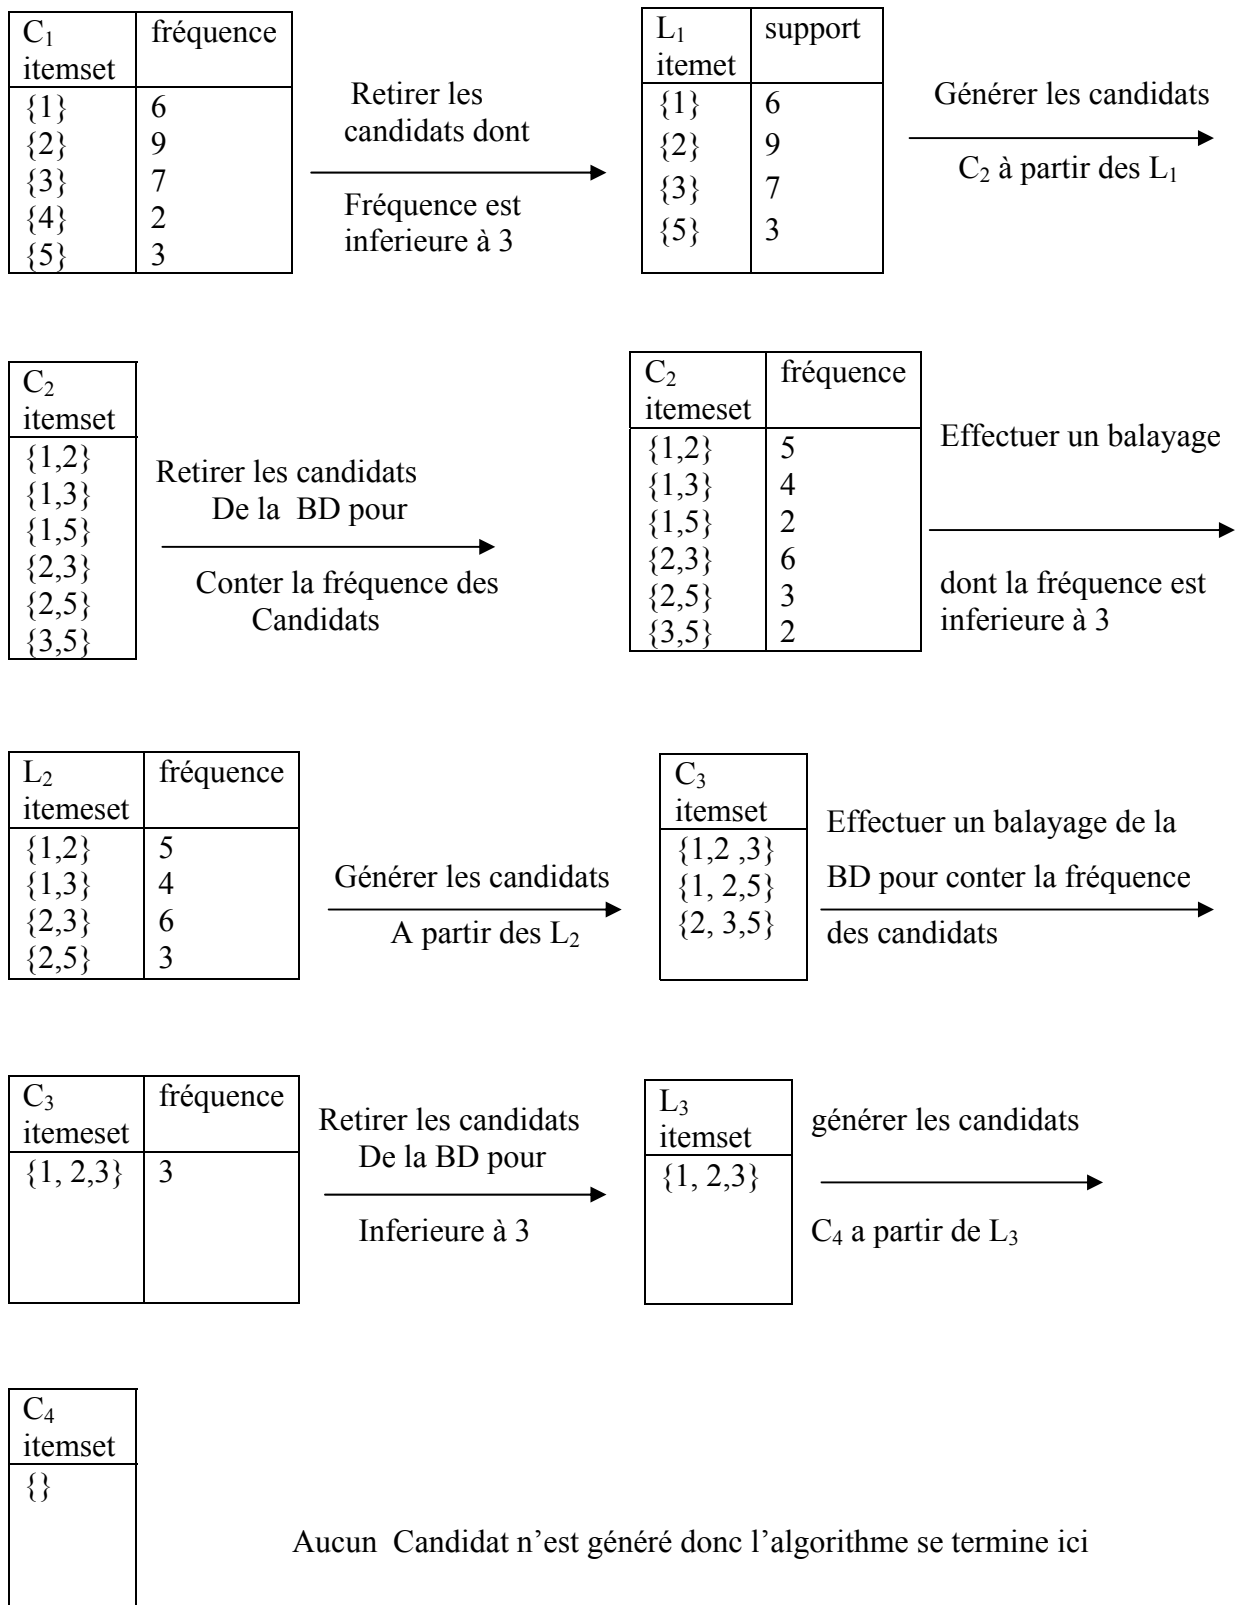 C₁ itemset fréquence
{1} 6
{2} 9
{3} 7
{4} 2
{5} 3
Retirer les
candidats dont
Fréquence est
inferieure à 3
L₁ itemet support
{1} 6
{2} 9
{3} 7
{5} 3
Générer les candidats
C₂ à partir des L₁
C₂
itemset
{1,2}
{1,3}
{1,5}
{2,3}
{2,5}
{3,5}
Retirer les candidats
De la BD pour
Conter la fréquence des
Candidats
C₂ itemeset fréquence
{1,2} 5
{1,3} 4
{1,5} 2
{2,3} 6
{2,5} 3
{3,5} 2
Effectuer un balayage
dont la fréquence est
inferieure à 3
L₂ itemeset fréquence
{1,2} 5
{1,3} 4
{2,3} 6
{2,5} 3
Générer les candidats
A partir des L₂
C₃
itemset
{1,2 ,3}
{1, 2,5}
{2, 3,5}
Effectuer un balayage de la
BD pour conter la fréquence
des candidats
C₃ itemeset fréquence
{1, 2,3} 3
Retirer les candidats
De la BD pour
Inferieure à 3
L₃
itemset
{1, 2,3}
générer les candidats
C₄ a partir de L₃
C₄
itemset
{}
Aucun Candidat n’est généré donc l’algorithme se termine ici